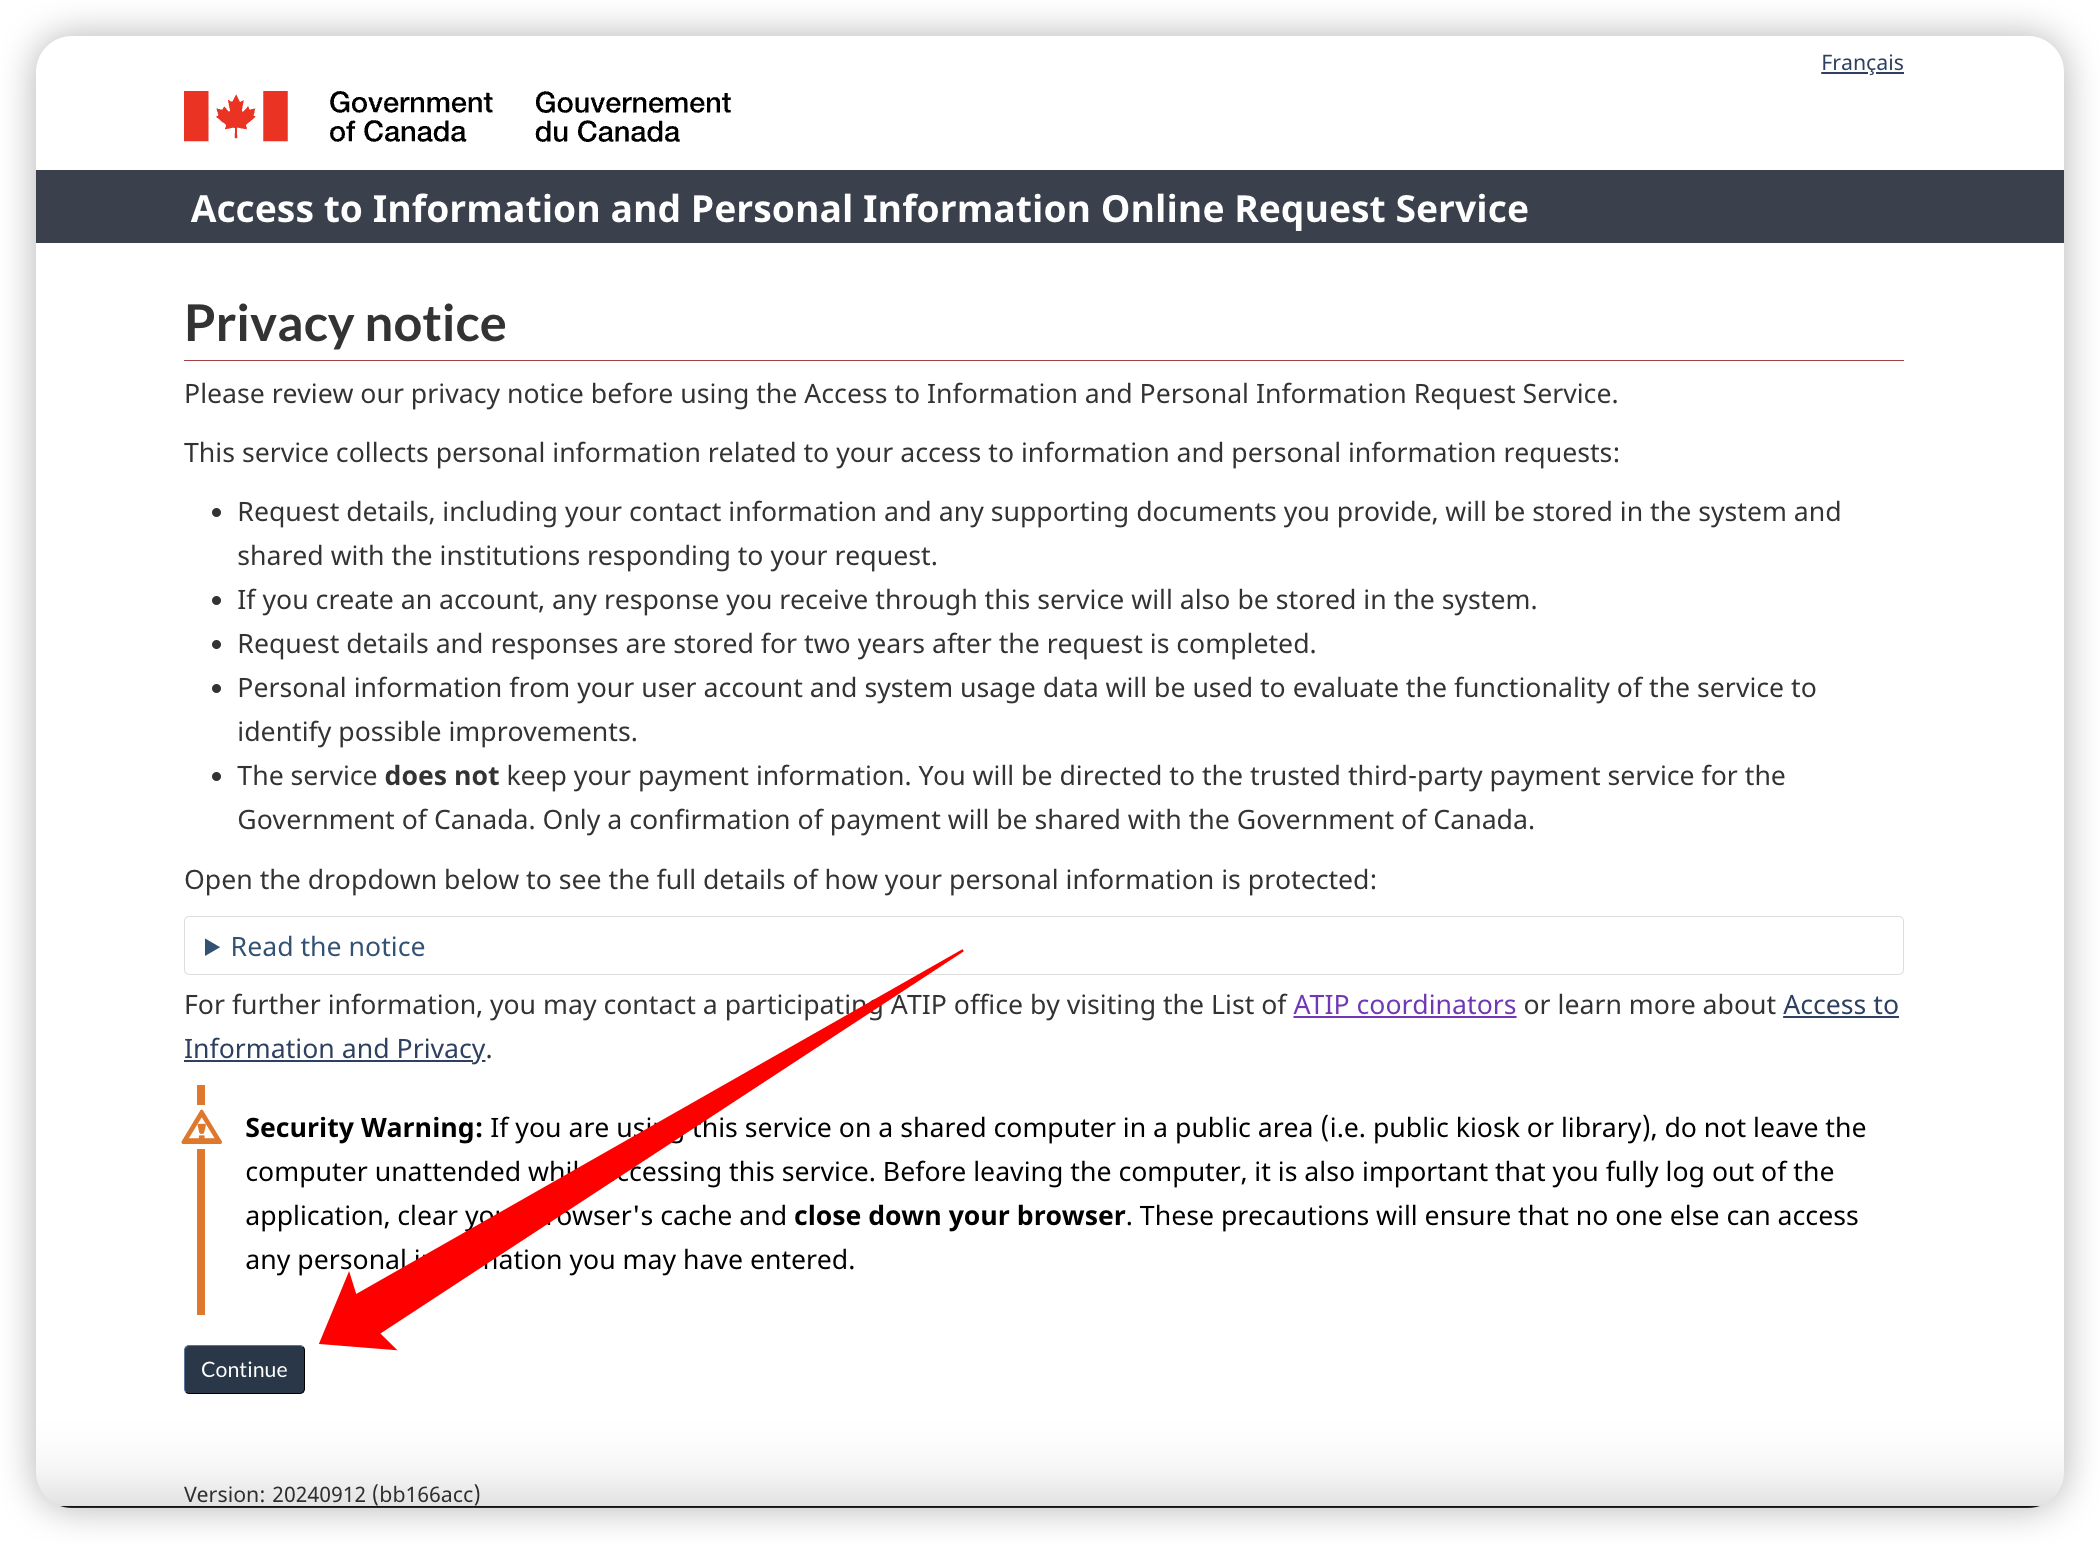 Français
Government of Canada
Gouvernement du Canada
Access to Information and Personal Information Online Request Service
Privacy notice
Please review our privacy notice before using the Access to Information and Personal Information Request Service.
This service collects personal information related to your access to information and personal information requests:
• Request details, including your contact information and any supporting documents you provide, will be stored in the system and
shared with the institutions responding to your request.
• If you create an account, any response you receive through this service will also be stored in the system.
• Request details and responses are stored for two years after the request is completed.
• Personal information from your user account and system usage data will be used to evaluate the functionality of the service to
identify possible improvements.
• The service does not keep your payment information. You will be directed to the trusted third-party payment service for the
Government of Canada. Only a confirmation of payment will be shared with the Government of Canada.
Open the dropdown below to see the full details of how your personal information is protected:
Read the notice
For further information, you may contact a participating ATIP office by visiting the List of ATIP coordinators or learn more about Access to
Information and Privacy.
Security Warning: If you are using this service on a shared computer in a public area (i.e. public kiosk or library), do not leave the
computer unattended while accessing this service. Before leaving the computer, it is also important that you fully log out of the
application, clear your browser's cache and close down your browser. These precautions will ensure that no one else can access
any personal information you may have entered.
Continue
Version: 20240912 (bb166acc)